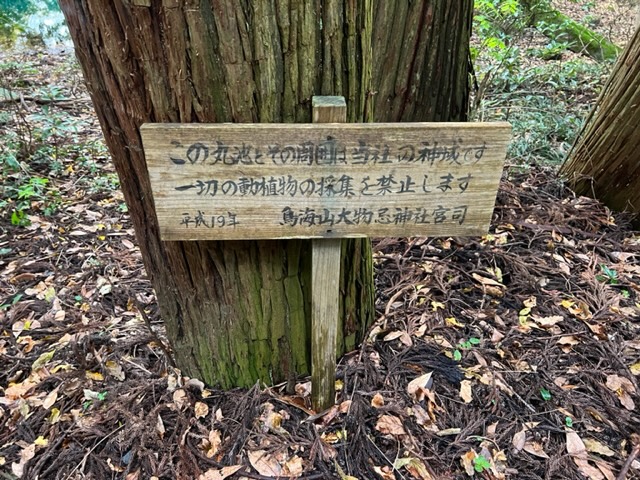 この丸池とその周囲は当社の神域です
一切の動植物の採集を禁止します
平成19年 鳥海山大物忌神社宮司